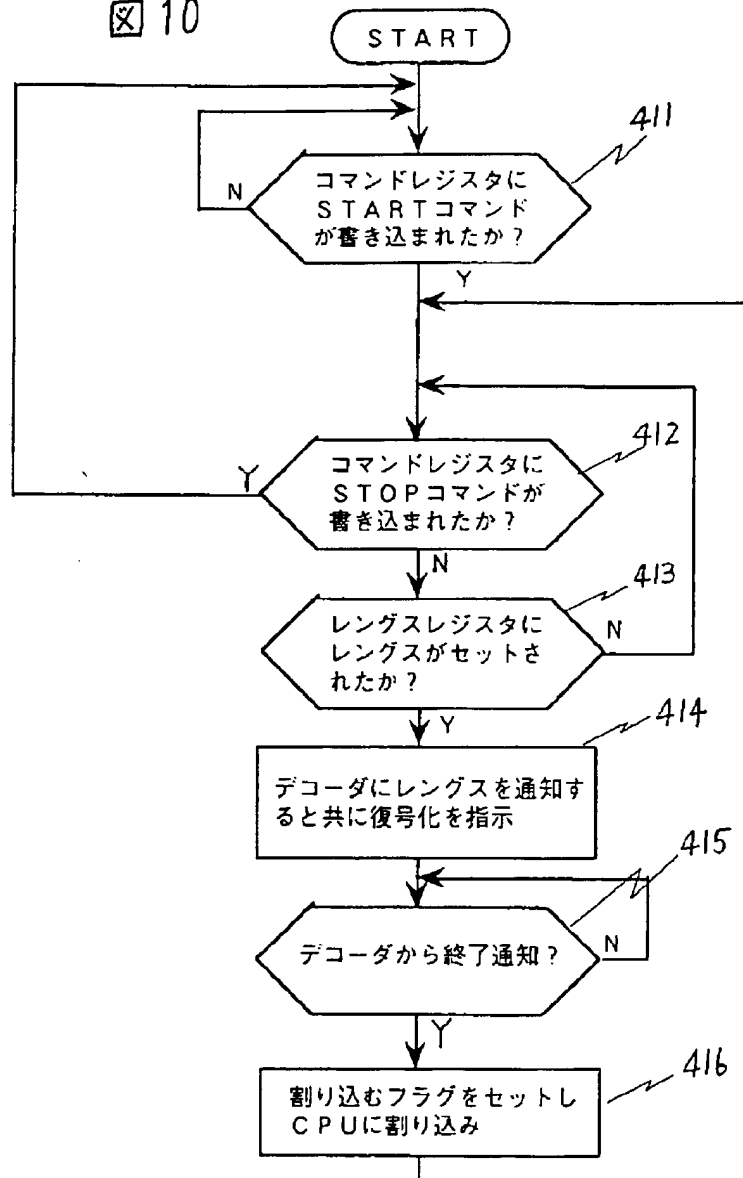 図10
START
411
コマンドレジスタに
STARTコマンド
が書き込まれたか?
N
Y
412
コマンドレジスタに
STOPコマンドが
書き込まれたか?
Y
N
413
レングスレジスタに
レングスがセットさ
れたか?
N
Y
414
デコーダにレングスを通知す
ると共に復号化を指示
415
デコーダから終了通知?
N
Y
416
割り込むフラグをセットし
CPUに割り込み